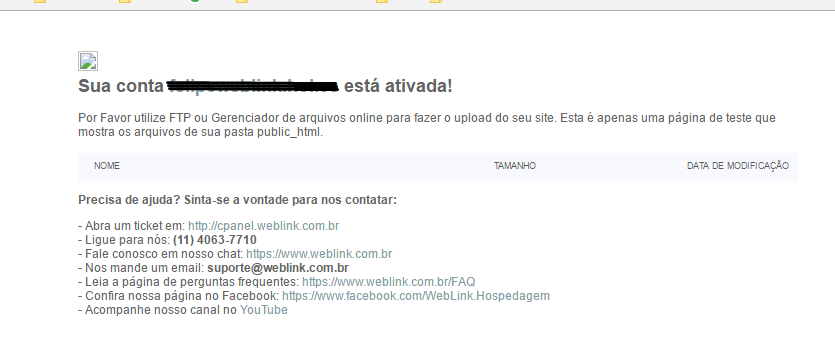 Sua conta está ativada!
Por Favor utilize FTP ou Gerenciador de arquivos online para fazer o upload do seu site. Esta é apenas uma página de teste que
mostra os arquivos de sua pasta public_html.
NOME TAMANHO DATA DE MODIFICAÇÃO
Precisa de ajuda? Sinta-se a vontade para nos contatar:
- Abra um ticket em: http://cpanel.weblink.com.br
- Ligue para nós: (11) 4063-7710
- Fale conosco em nosso chat: https://www.weblink.com.br
- Nos mande um email: suporte@weblink.com.br
- Leia a página de perguntas frequentes: https://www.weblink.com.br/FAQ
- Confira nossa página no Facebook: https://www.facebook.com/WebLink.Hospedagem
- Acompanhe nosso canal no YouTube